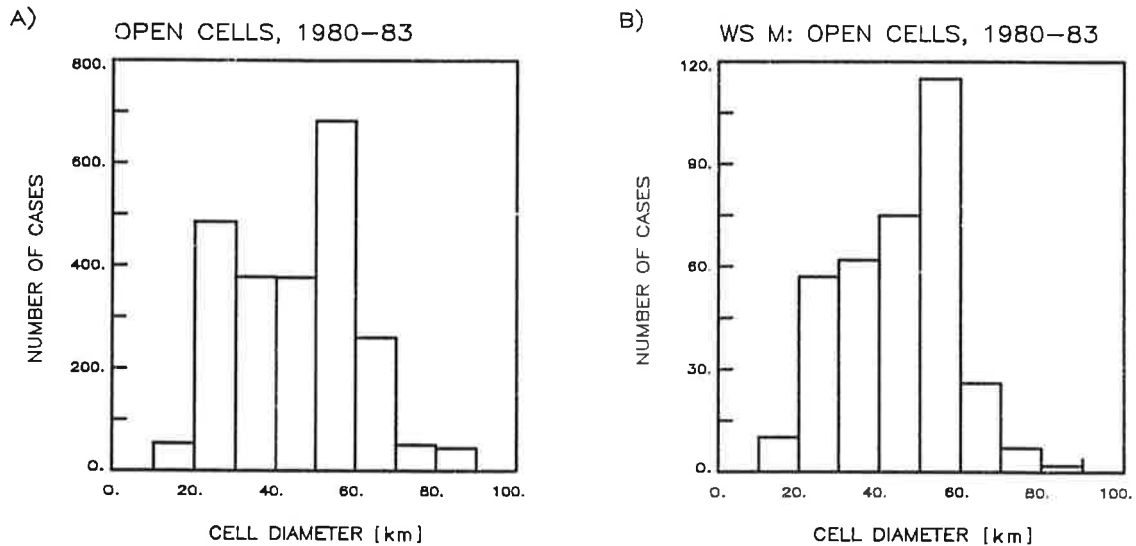 A)
OPEN CELLS, 1980-83
NUMBER OF CASES
800.
600.
400.
200.
0.
0. 20. 40. 60. 80. 100.
CELL DIAMETER [km]
B)
WS M: OPEN CELLS, 1980-83
NUMBER OF CASES
120.
90.
60.
30.
0.
0. 20. 40. 60. 80. 100.
CELL DIAMETER [km]